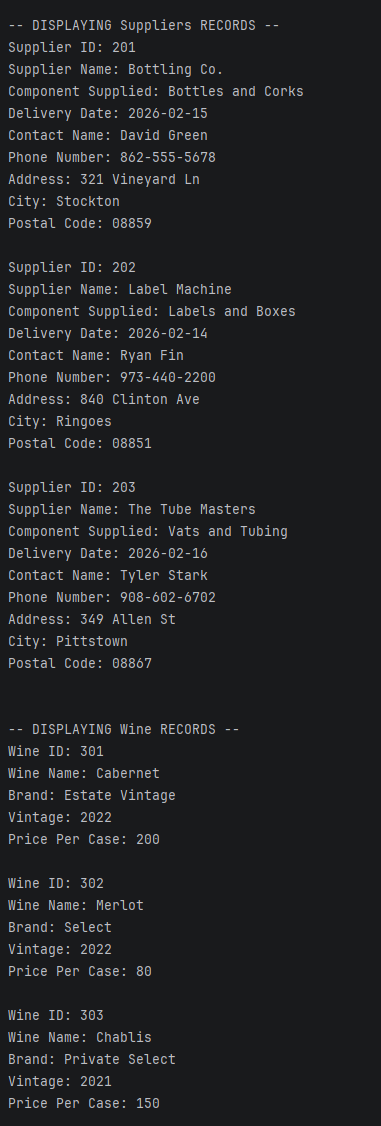 -- DISPLAYING Suppliers RECORDS --
Supplier ID: 201
Supplier Name: Bottling Co.
Component Supplied: Bottles and Corks
Delivery Date: 2026-02-15
Contact Name: David Green
Phone Number: 862-555-5678
Address: 321 Vineyard Ln
City: Stockton
Postal Code: 08859
Supplier ID: 202
Supplier Name: Label Machine
Component Supplied: Labels and Boxes
Delivery Date: 2026-02-14
Contact Name: Ryan Fin
Phone Number: 973-440-2200
Address: 840 Clinton Ave
City: Ringoes
Postal Code: 08851
Supplier ID: 203
Supplier Name: The Tube Masters
Component Supplied: Vats and Tubing
Delivery Date: 2026-02-16
Contact Name: Tyler Stark
Phone Number: 908-602-6702
Address: 349 Allen St
City: Pittstown
Postal Code: 08867
-- DISPLAYING Wine RECORDS --
Wine ID: 301
Wine Name: Cabernet
Brand: Estate Vintage
Vintage: 2022
Price Per Case: 200
Wine ID: 302
Wine Name: Merlot
Brand: Select
Vintage: 2022
Price Per Case: 80
Wine ID: 303
Wine Name: Chablis
Brand: Private Select
Vintage: 2021
Price Per Case: 150